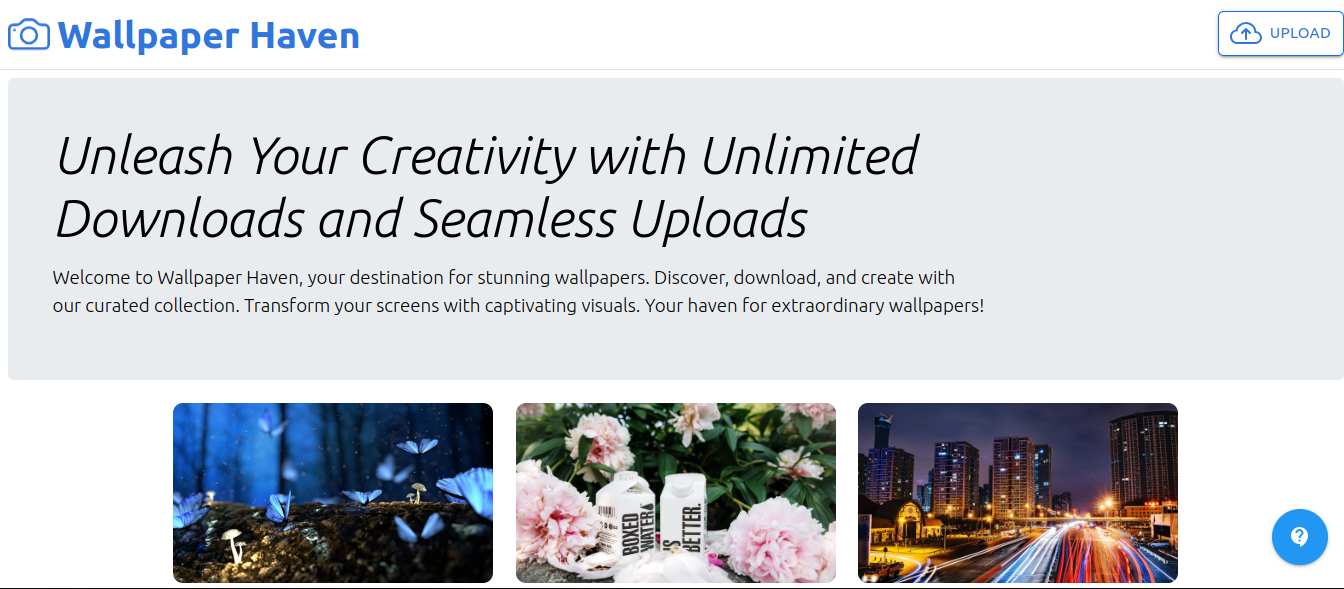 Wallpaper Haven
UPLOAD
Unleash Your Creativity with Unlimited
Downloads and Seamless Uploads
Welcome to Wallpaper Haven, your destination for stunning wallpapers. Discover, download, and create with
our curated collection. Transform your screens with captivating visuals. Your haven for extraordinary wallpapers!
BOXED
WATER
IS
BETTER.